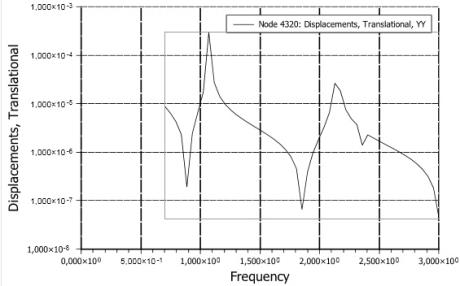 1,000×10⁻³
Node 4320: Displacements, Translational, YY
1,000×10⁻⁴
1,000×10⁻⁵
1,000×10⁻⁶
1,000×10⁻⁷
1,000×10⁻⁸
Displacements, Translational
0,000×10⁰ 5,000×10⁻¹ 1,000×10⁰ 1,500×10⁰ 2,000×10⁰ 2,500×10⁰ 3,000×10⁰
Frequency